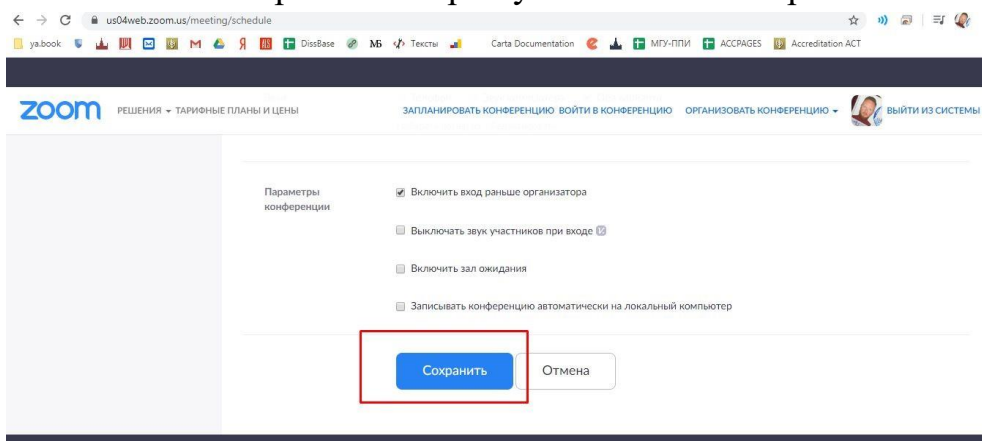 us04web.zoom.us/meeting/schedule
ya.book M Я DissBase МБ Тексты Carta Documentation МГУ-ППИ ACCPAGES Accreditation ACT
zoom РЕШЕНИЯ ТАРИФНЫЕ ПЛАНЫ И ЦЕНЫ ЗАПЛАНИРОВАТЬ КОНФЕРЕНЦИЮ ВОЙТИ В КОНФЕРЕНЦИЮ ОРГАНИЗОВАТЬ КОНФЕРЕНЦИЮ ВЫЙТИ ИЗ СИСТЕМЫ
Параметры конференции
Включить вход раньше организатора
Выключать звук участников при входе
Включить зал ожидания
Записывать конференцию автоматически на локальный компьютер
Сохранить Отмена